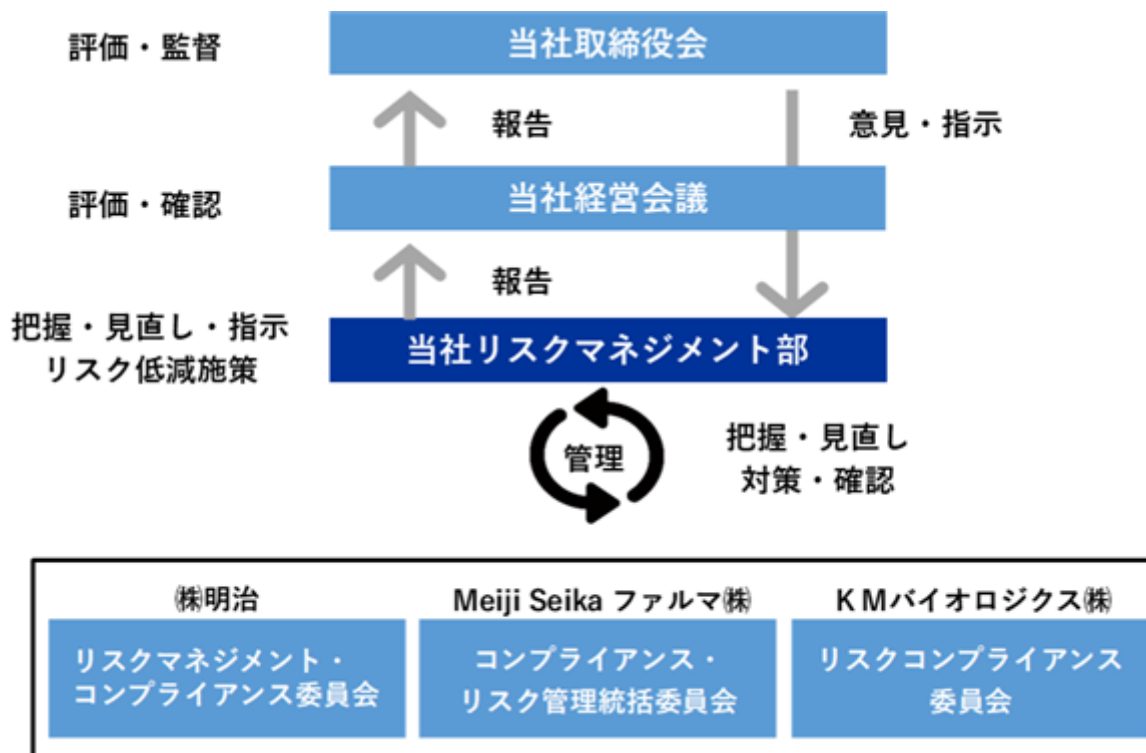 評価・監督
当社取締役会
報告
意見・指示
評価・確認
当社経営会議
報告
把握・見直し・指示
リスク低減施策
当社リスクマネジメント部
管理
把握・見直し
対策・確認
㈱明治
リスクマネジメント・
コンプライアンス委員会
Meiji Seika ファルマ㈱
コンプライアンス・
リスク管理統括委員会
ＫＭバイオロジクス㈱
リスクコンプライアンス
委員会